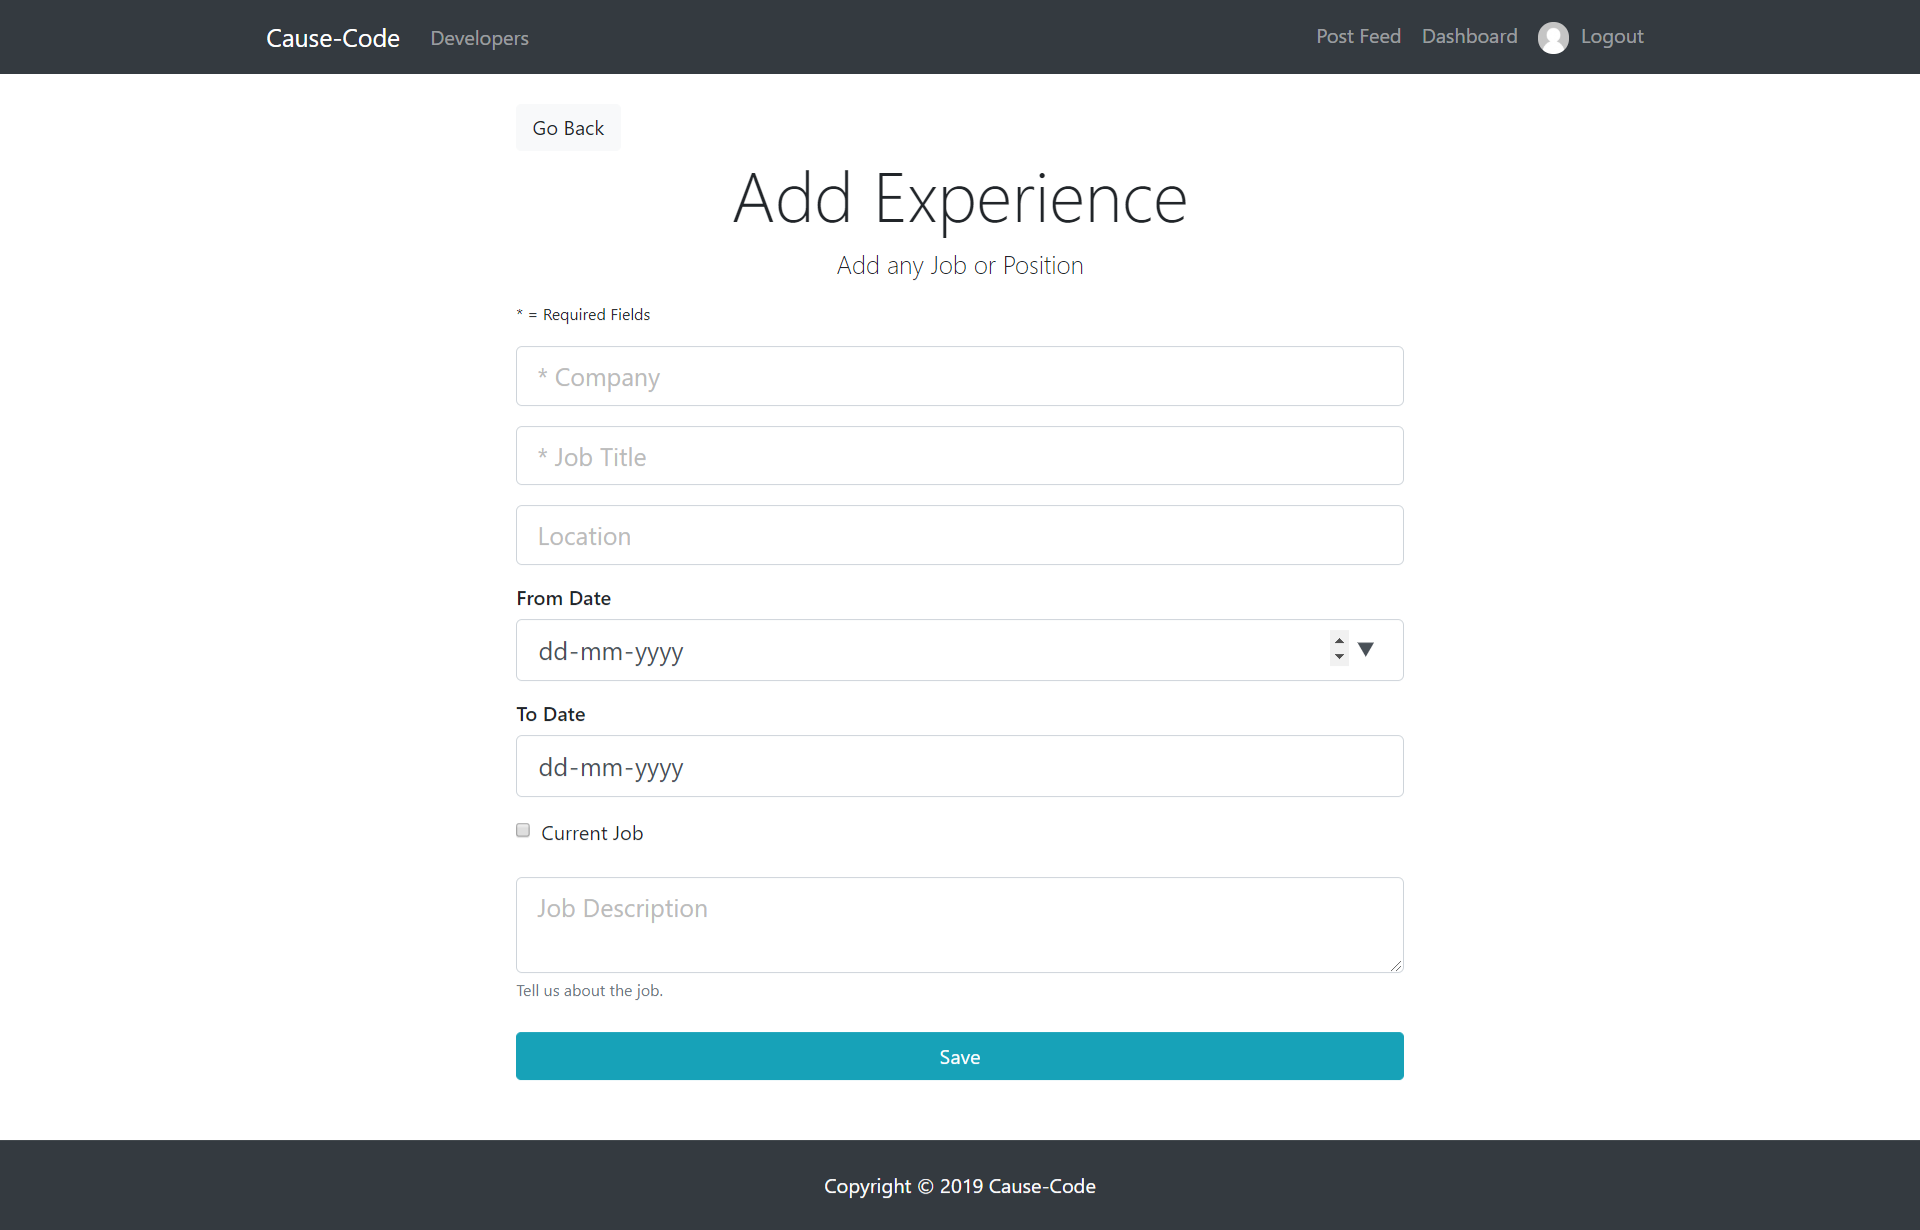 Cause-Code Developers Post Feed Dashboard Logout
Go Back
Add Experience
Add any Job or Position
* = Required Fields
* Company
* Job Title
Location
From Date
dd-mm-yyyy
To Date
dd-mm-yyyy
Current Job
Job Description
Tell us about the job.
Save
Copyright © 2019 Cause-Code